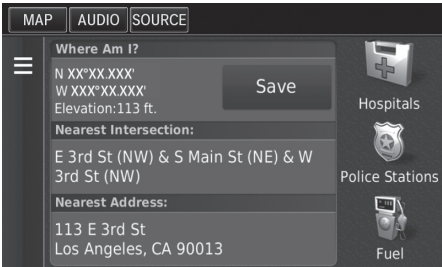 MAP AUDIO SOURCE
Where Am I?
N XX°XX.XXX'
W XXX°XX.XXX'
Elevation:113 ft.
Save
Nearest Intersection:
E 3rd St (NW) & S Main St (NE) & W
3rd St (NW)
Nearest Address:
113 E 3rd St
Los Angeles, CA 90013
Hospitals
Police Stations
Fuel